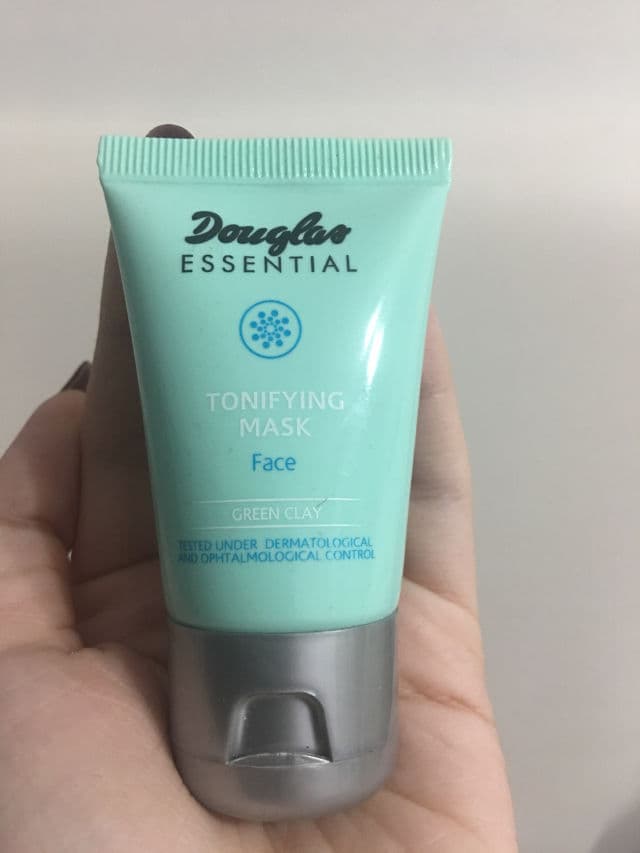 Douglas
ESSENTIAL
TONIFYING
MASK
Face
GREEN CLAY
TESTED UNDER DERMATOLOGICAL
AND OPHTALMOLOGICAL CONTROL